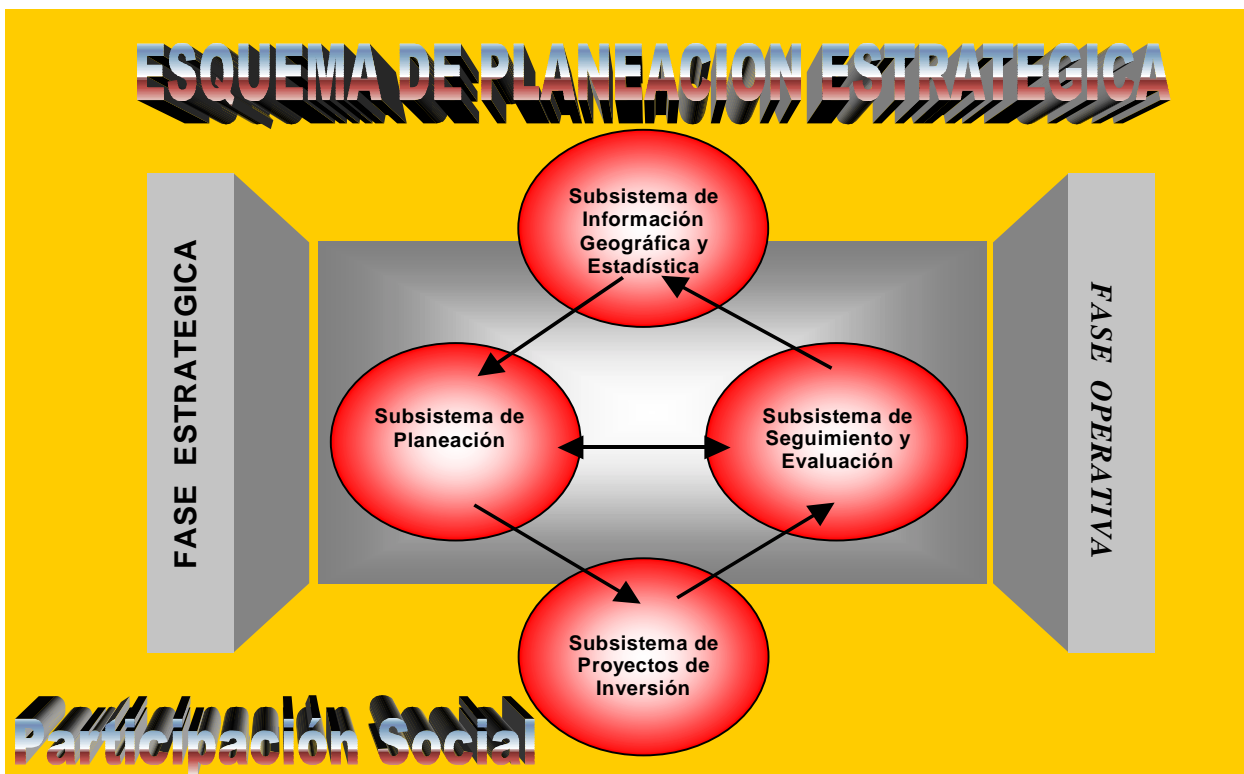 ESQUEMA DE PLANEACION ESTRATEGICA
Subsistema de
Información
Geográfica y
Estadística
FASE ESTRATEGICA
Subsistema de
Planeación
Subsistema de
Seguimiento y
Evaluación
FASE OPERATIVA
Subsistema de
Proyectos de
Inversión
Participación Social